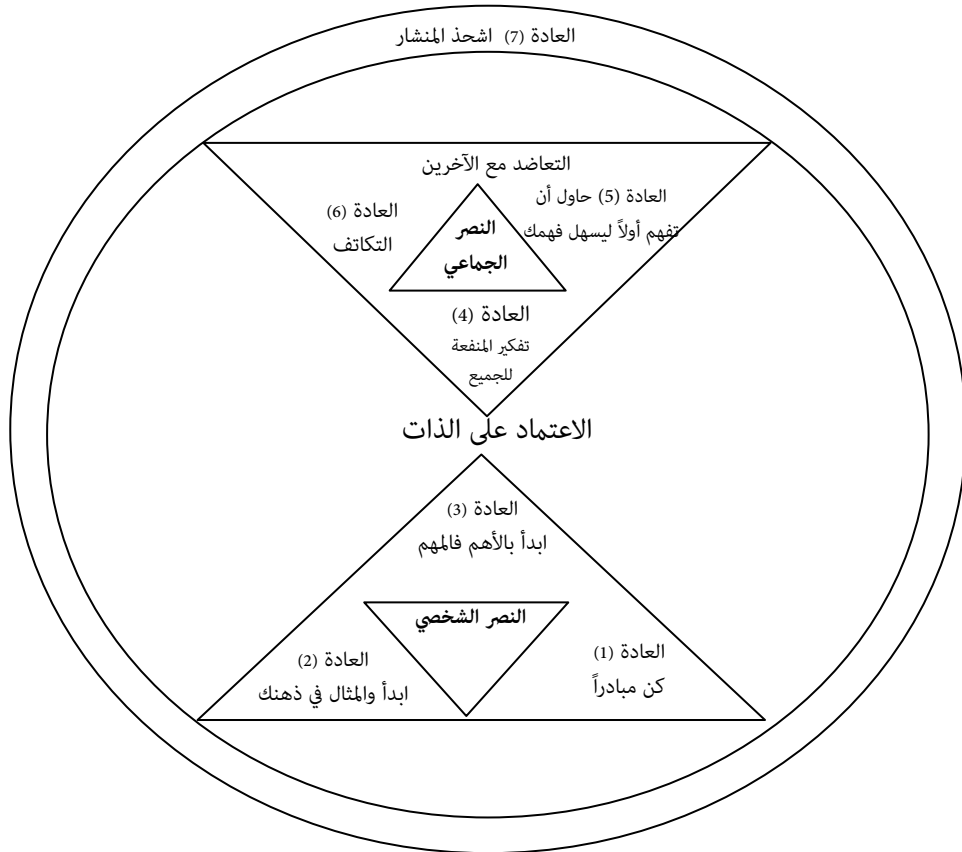 العادة (7) اشحذ المنشار
التعاضد مع الآخرين
العادة (5) حاول أن
تفهم أولاً ليسهل فهمك
العادة (6)
التكاتف
النصر
الجماعي
العادة (4)
تفكير المنفعة
للجميع
الاعتماد على الذات
العادة (3)
ابدأ بالأهم فالمهم
النصر الشخصي
العادة (1)
كن مبادراً
العادة (2)
ابدأ والمثال في ذهنك